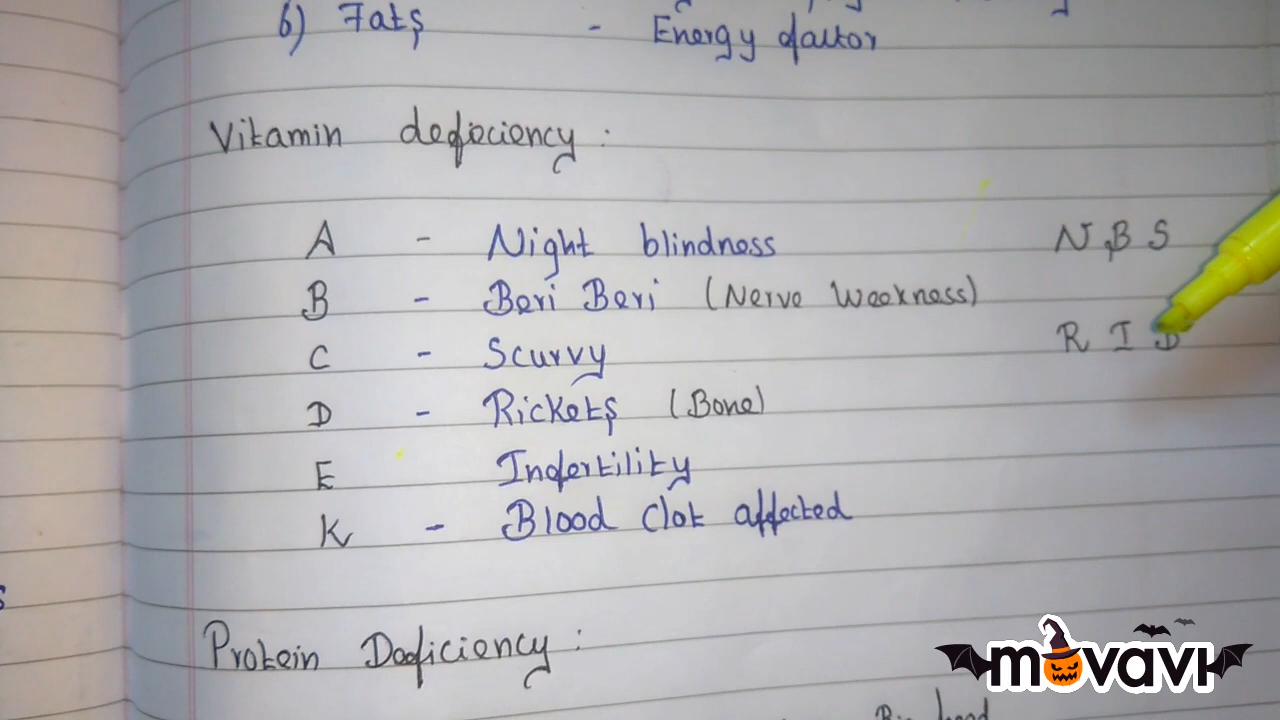 6) Fats - Energy factor
Vitamin deficiency :
A - Night blindness N B S
B - Beri Beri (Nerve Weakness)
C - Scurvy R I B
D - Rickets (Bone)
E Infertility
K - Blood Clot affected
Protein Deficiency :
movavi